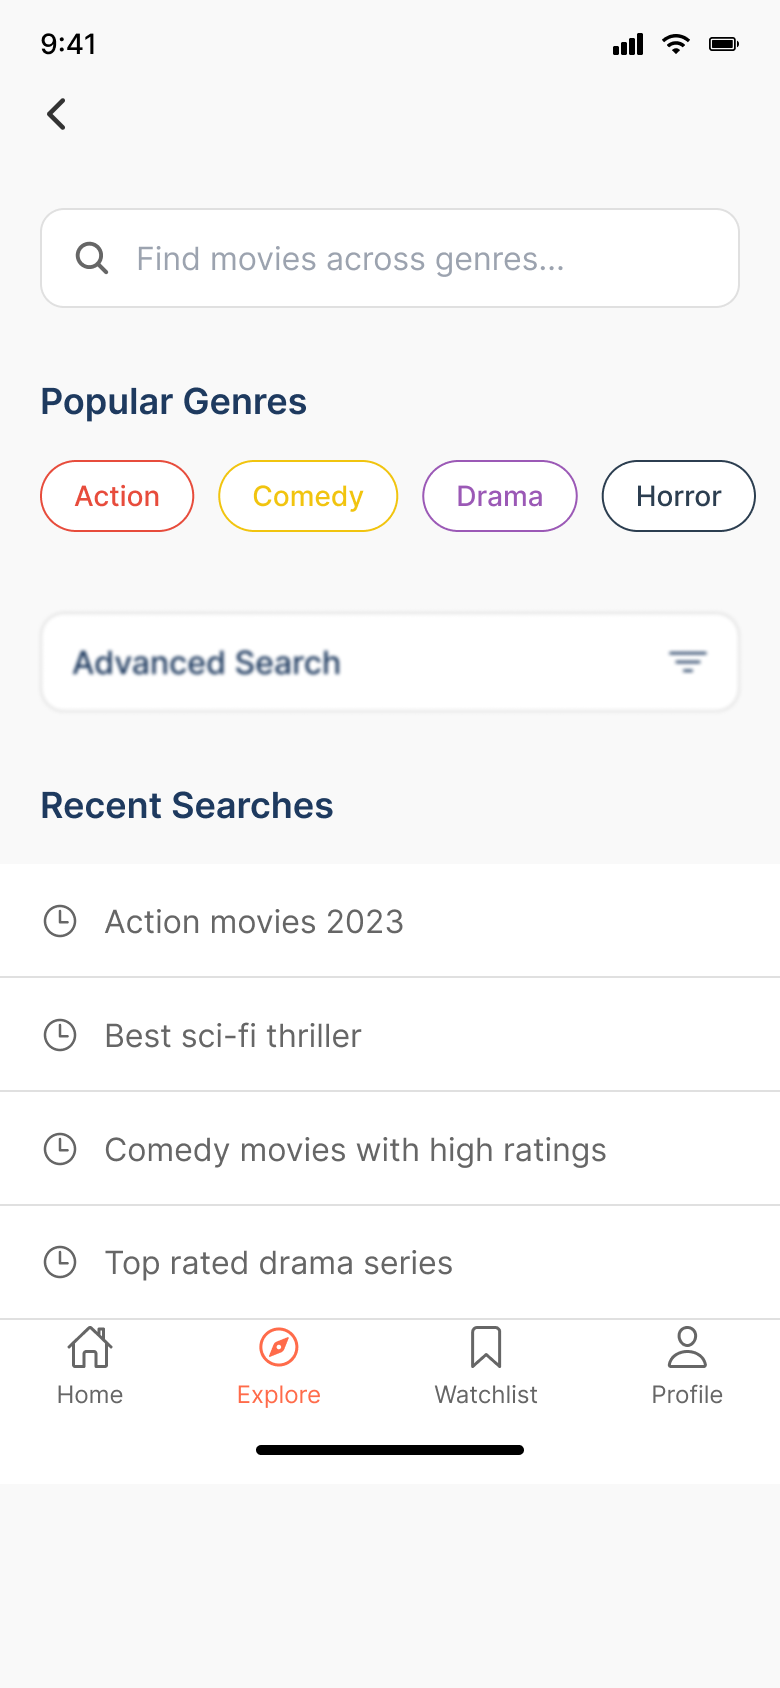 9:41
Find movies across genres...
Popular Genres
Action Comedy Drama Horror
Advanced Search
Recent Searches
Action movies 2023
Best sci-fi thriller
Comedy movies with high ratings
Top rated drama series
Home Explore Watchlist Profile